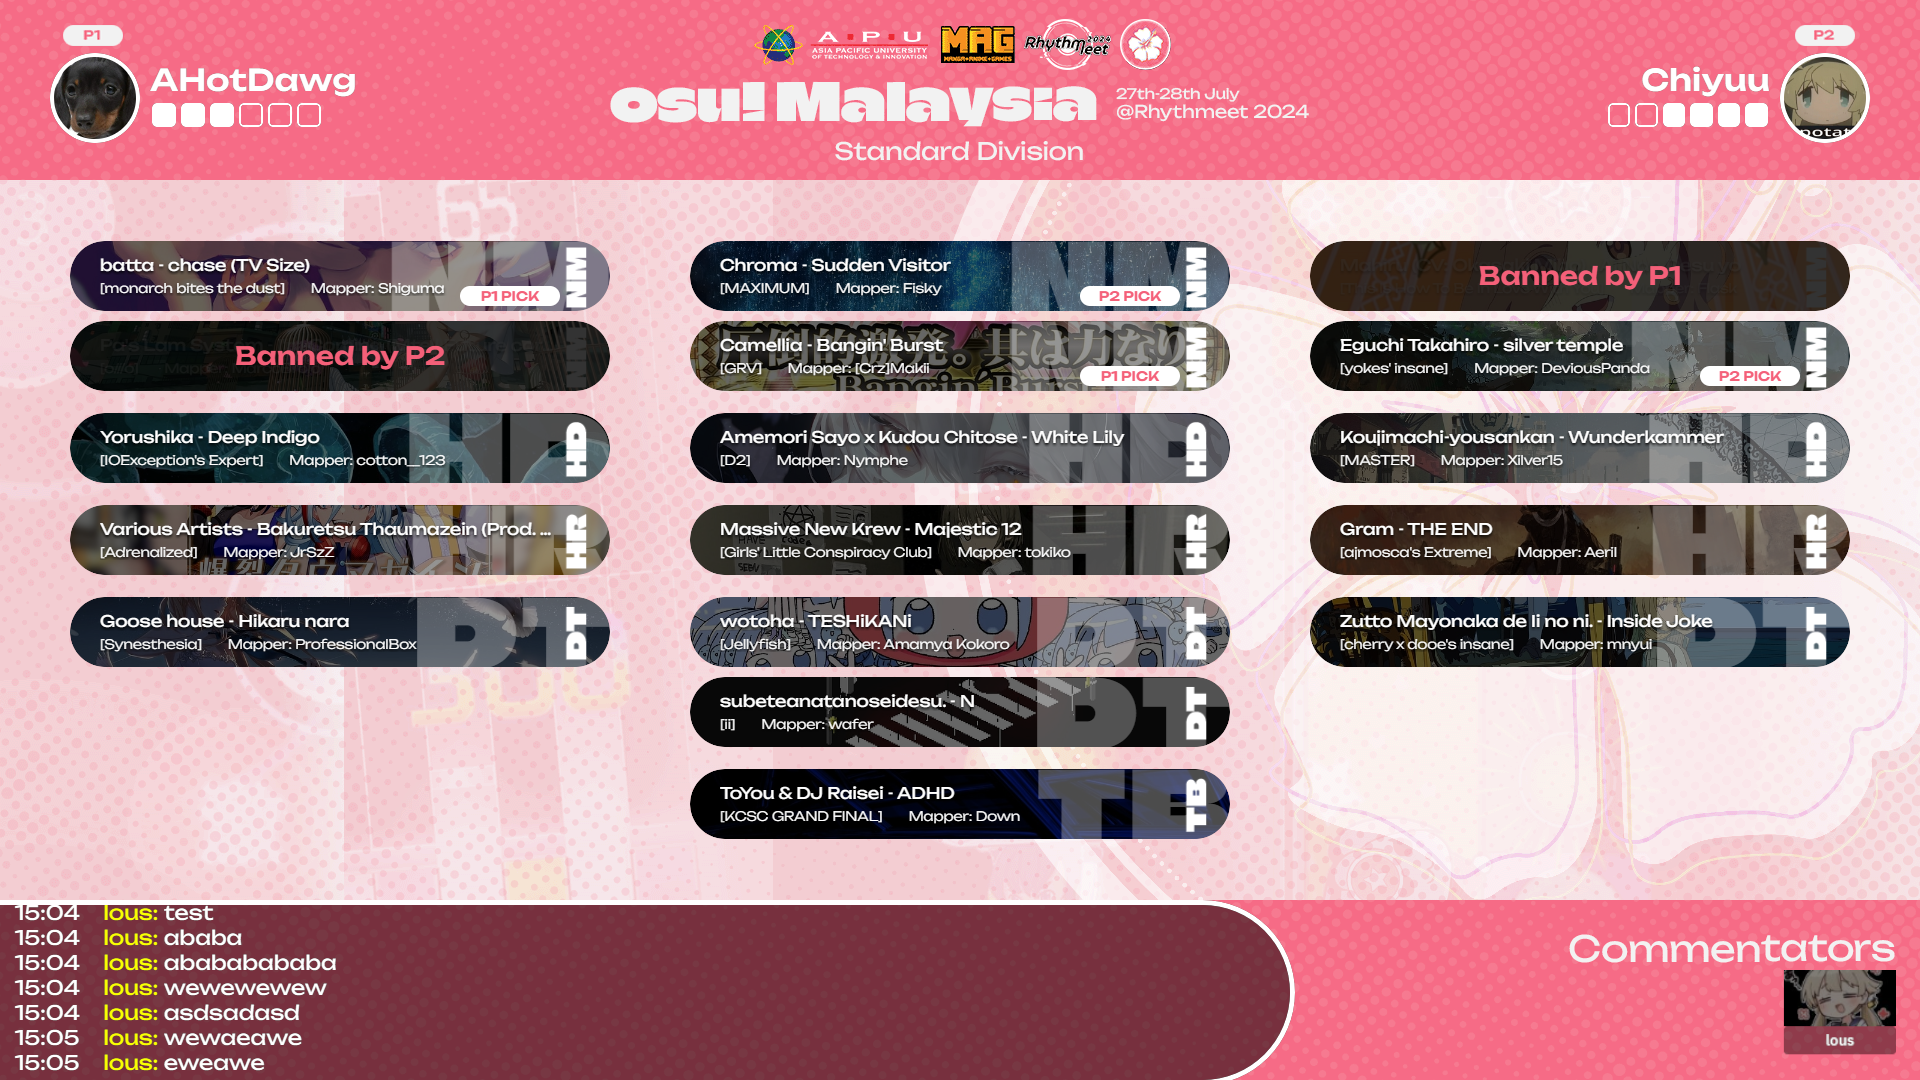 P1
AHotDawg
A·P·U
ASIA PACIFIC UNIVERSITY
OF TECHNOLOGY & INNOVATION
MAG
MANGA+ANIME+GAMES
Rhythm Meet 2024
osu! Malaysia
27th-28th July
@Rhythmeet 2024
Standard Division
P2
Chiyuu
potat
batta - chase (TV Size)
[monarch bites the dust] Mapper: Shiguma
P1 PICK
NM
Chroma - Sudden Visitor
[MAXIMUM] Mapper: Fisky
P2 PICK
NM
Banned by P1
Banned by P2
Camellia - Bangin' Burst
[GRV] Mapper: [Crz]Makii
P1 PICK
NM
Eguchi Takahiro - silver temple
[yokes' insane] Mapper: DeviousPanda
P2 PICK
NM
Yorushika - Deep Indigo
[IOException's Expert] Mapper: cotton__123
HD
Amemori Sayo x Kudou Chitose - White Lily
[D2] Mapper: Nymphe
HD
Koujimachi-yousankan - Wunderkammer
[MASTER] Mapper: Xilver15
HD
Various Artists - Bakuretsu Thaumazein (Prod. ...
[Adrenalized] Mapper: JrSzZ
HR
Massive New Krew - Majestic 12
[Girls' Little Conspiracy Club] Mapper: tokiko
HR
Gram - THE END
[ajmosca's Extreme] Mapper: Aeril
HR
Goose house - Hikaru nara
[Synesthesia] Mapper: ProfessionalBox
DT
wotoha - TESHiKANi
[Jellyfish] Mapper: Amamya Kokoro
DT
Zutto Mayonaka de Ii no ni. - Inside Joke
[cherry x dooe's insane] Mapper: mnyui
DT
subeteanatanoseidesu. - N
[ii] Mapper: wafer
DT
ToYou & DJ Raisei - ADHD
[KCSC GRAND FINAL] Mapper: Down
TB
15:04 lous: test
15:04 lous: ababa
15:04 lous: abababababa
15:04 lous: wewewewew
15:04 lous: asdsadasd
15:05 lous: wewaeawe
15:05 lous: eweawe
Commentators
lous